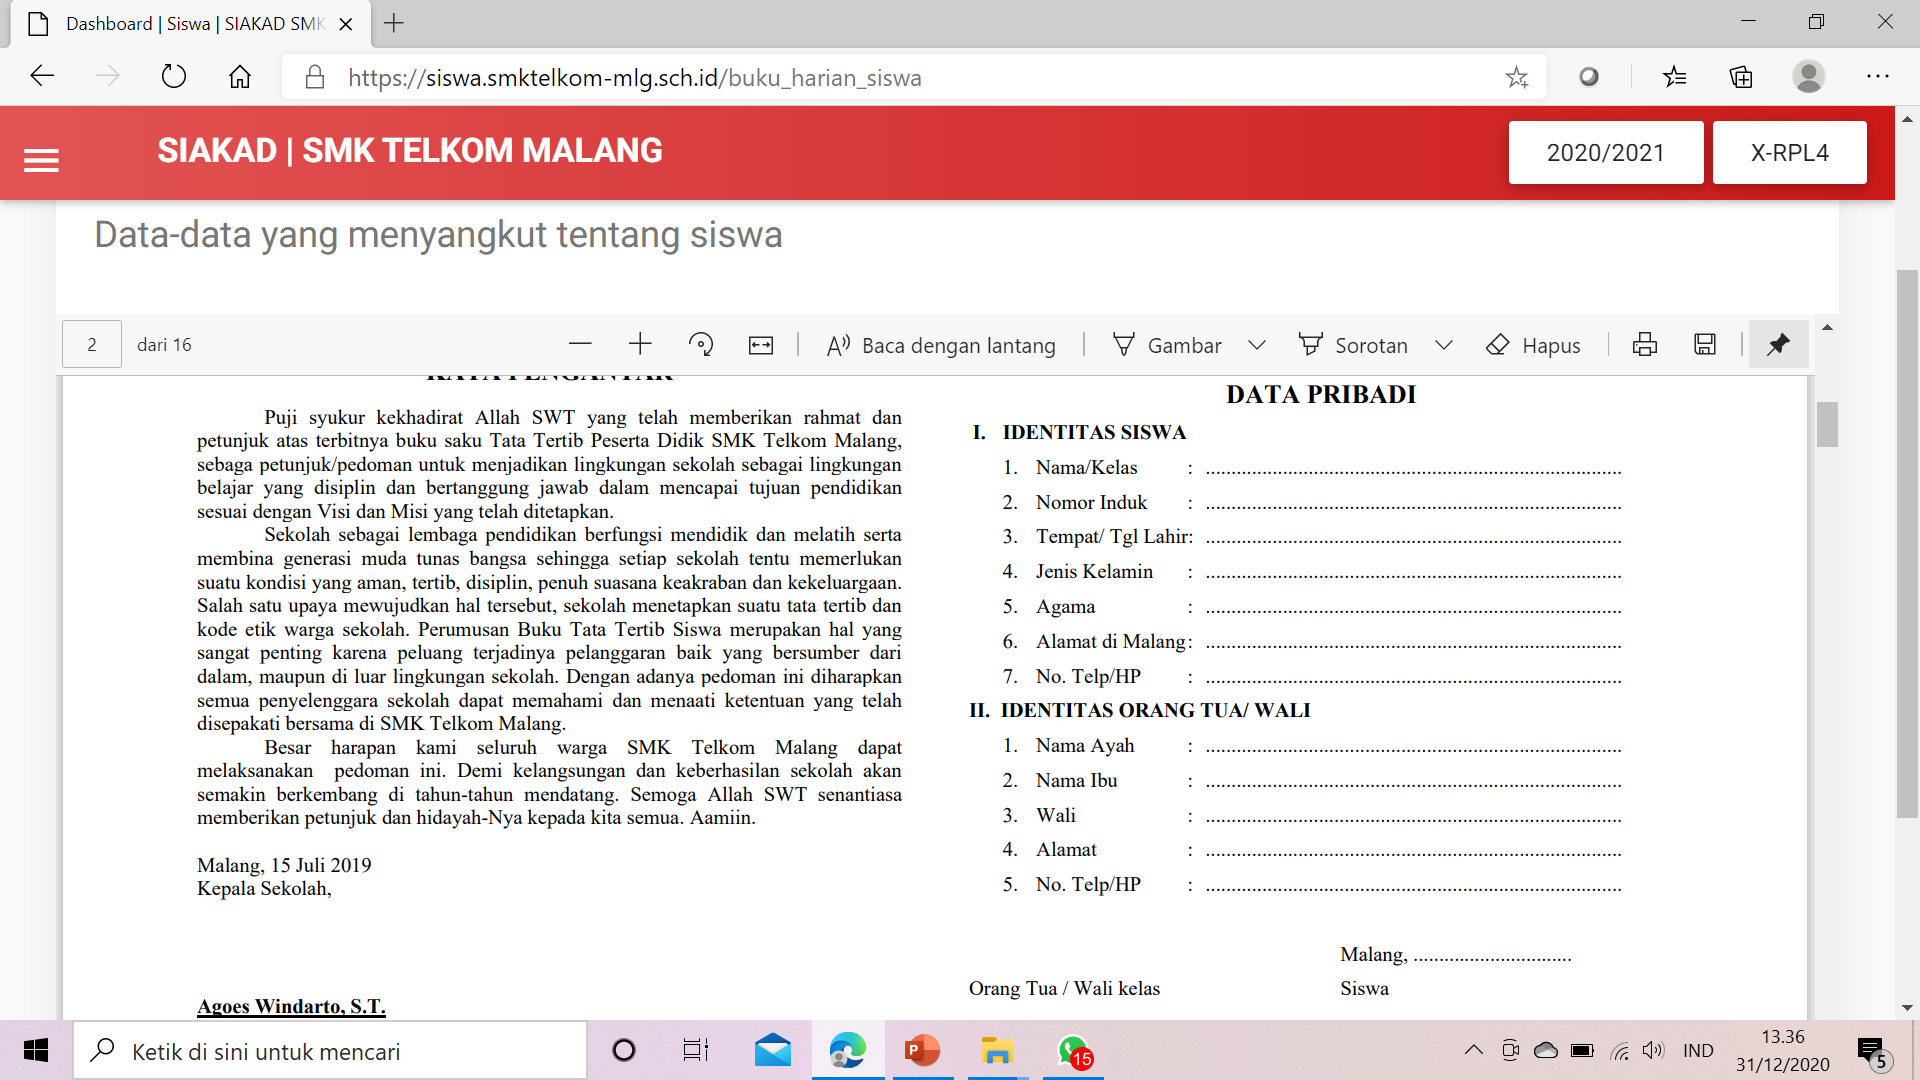 Dashboard | Siswa | SIAKAD SMK
https://siswa.smktelkom-mlg.sch.id/buku_harian_siswa
SIAKAD | SMK TELKOM MALANG
2020/2021
X-RPL4
Data-data yang menyangkut tentang siswa
2 dari 16
Baca dengan lantang
Gambar
Sorotan
Hapus
KATA PENGANTAR
Puji syukur kekhadirat Allah SWT yang telah memberikan rahmat dan
petunjuk atas terbitnya buku saku Tata Tertib Peserta Didik SMK Telkom Malang,
sebaga petunjuk/pedoman untuk menjadikan lingkungan sekolah sebagai lingkungan
belajar yang disiplin dan bertanggung jawab dalam mencapai tujuan pendidikan
sesuai dengan Visi dan Misi yang telah ditetapkan.
Sekolah sebagai lembaga pendidikan berfungsi mendidik dan melatih serta
membina generasi muda tunas bangsa sehingga setiap sekolah tentu memerlukan
suatu kondisi yang aman, tertib, disiplin, penuh suasana keakraban dan kekeluargaan.
Salah satu upaya mewujudkan hal tersebut, sekolah menetapkan suatu tata tertib dan
kode etik warga sekolah. Perumusan Buku Tata Tertib Siswa merupakan hal yang
sangat penting karena peluang terjadinya pelanggaran baik yang bersumber dari
dalam, maupun di luar lingkungan sekolah. Dengan adanya pedoman ini diharapkan
semua penyelenggara sekolah dapat memahami dan menaati ketentuan yang telah
disepakati bersama di SMK Telkom Malang.
Besar harapan kami seluruh warga SMK Telkom Malang dapat
melaksanakan pedoman ini. Demi kelangsungan dan keberhasilan sekolah akan
semakin berkembang di tahun-tahun mendatang. Semoga Allah SWT senantiasa
memberikan petunjuk dan hidayah-Nya kepada kita semua. Aamiin.
Malang, 15 Juli 2019
Kepala Sekolah,
Agoes Windarto, S.T.
DATA PRIBADI
I. IDENTITAS SISWA
1. Nama/Kelas : ................................................................................
2. Nomor Induk : ................................................................................
3. Tempat/ Tgl Lahir: ................................................................................
4. Jenis Kelamin : ................................................................................
5. Agama : ................................................................................
6. Alamat di Malang: ................................................................................
7. No. Telp/HP : ................................................................................
II. IDENTITAS ORANG TUA/ WALI
1. Nama Ayah : ................................................................................
2. Nama Ibu : ................................................................................
3. Wali : ................................................................................
4. Alamat : ................................................................................
5. No. Telp/HP : ................................................................................
Malang, ...............................
Orang Tua / Wali kelas Siswa
Ketik di sini untuk mencari
15
IND
13.36
31/12/2020
5